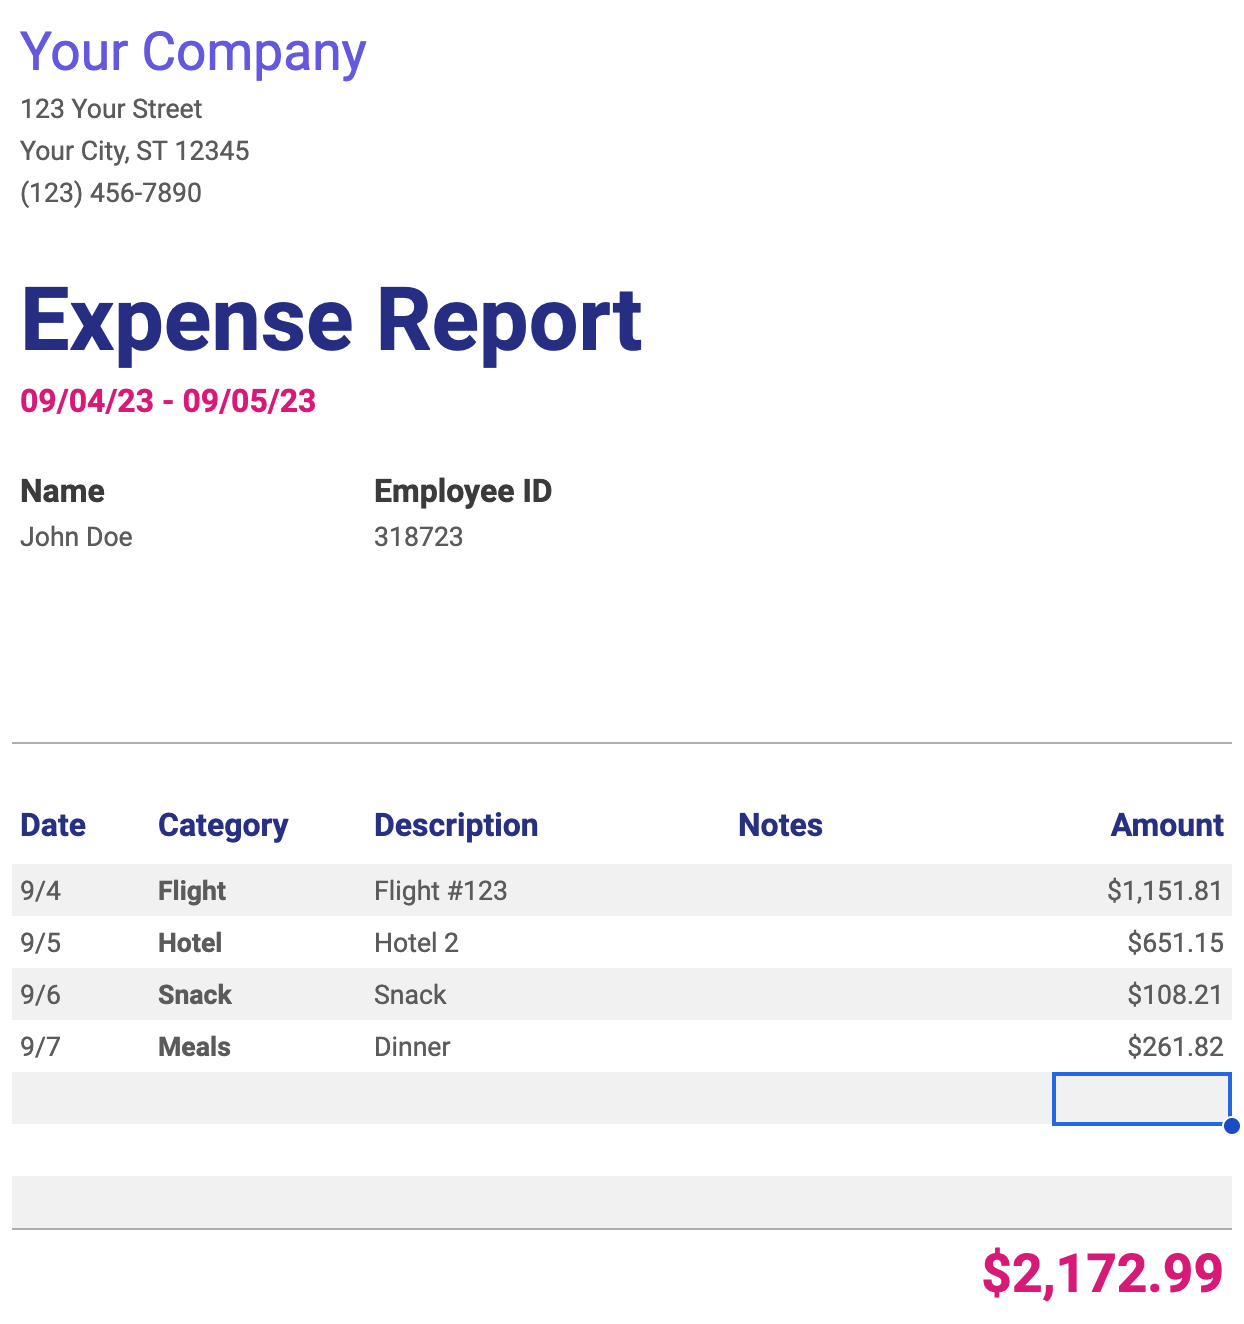 Your Company
123 Your Street
Your City, ST 12345
(123) 456-7890
Expense Report
09/04/23 - 09/05/23
Name Employee ID
John Doe 318723
Date Category Description Notes Amount
9/4 Flight Flight #123 $1,151.81
9/5 Hotel Hotel 2 $651.15
9/6 Snack Snack $108.21
9/7 Meals Dinner $261.82
$2,172.99